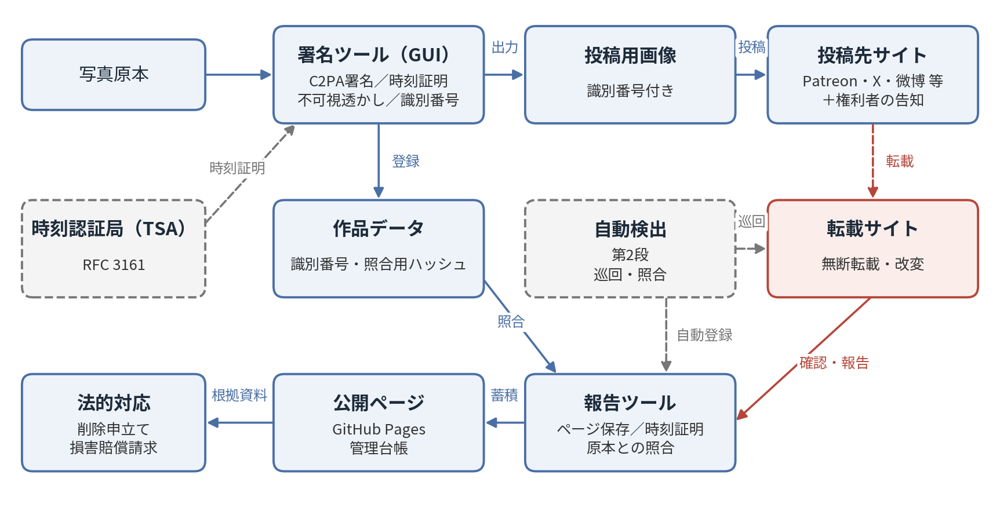 写真原本
署名ツール（GUI）
C2PA署名／時刻証明
不可視透かし／識別番号
出力
投稿用画像
識別番号付き
投稿
投稿先サイト
Patreon・X・微博 等
＋権利者の告知
時刻証明
登録
転載
時刻認証局（TSA）
RFC 3161
作品データ
識別番号・照合用ハッシュ
自動検出
第2段
巡回・照合
巡回
転載サイト
無断転載・改変
照合
自動登録
確認・報告
法的対応
削除申立て
損害賠償請求
根拠資料
公開ページ
GitHub Pages
管理台帳
蓄積
報告ツール
ページ保存／時刻証明
原本との照合